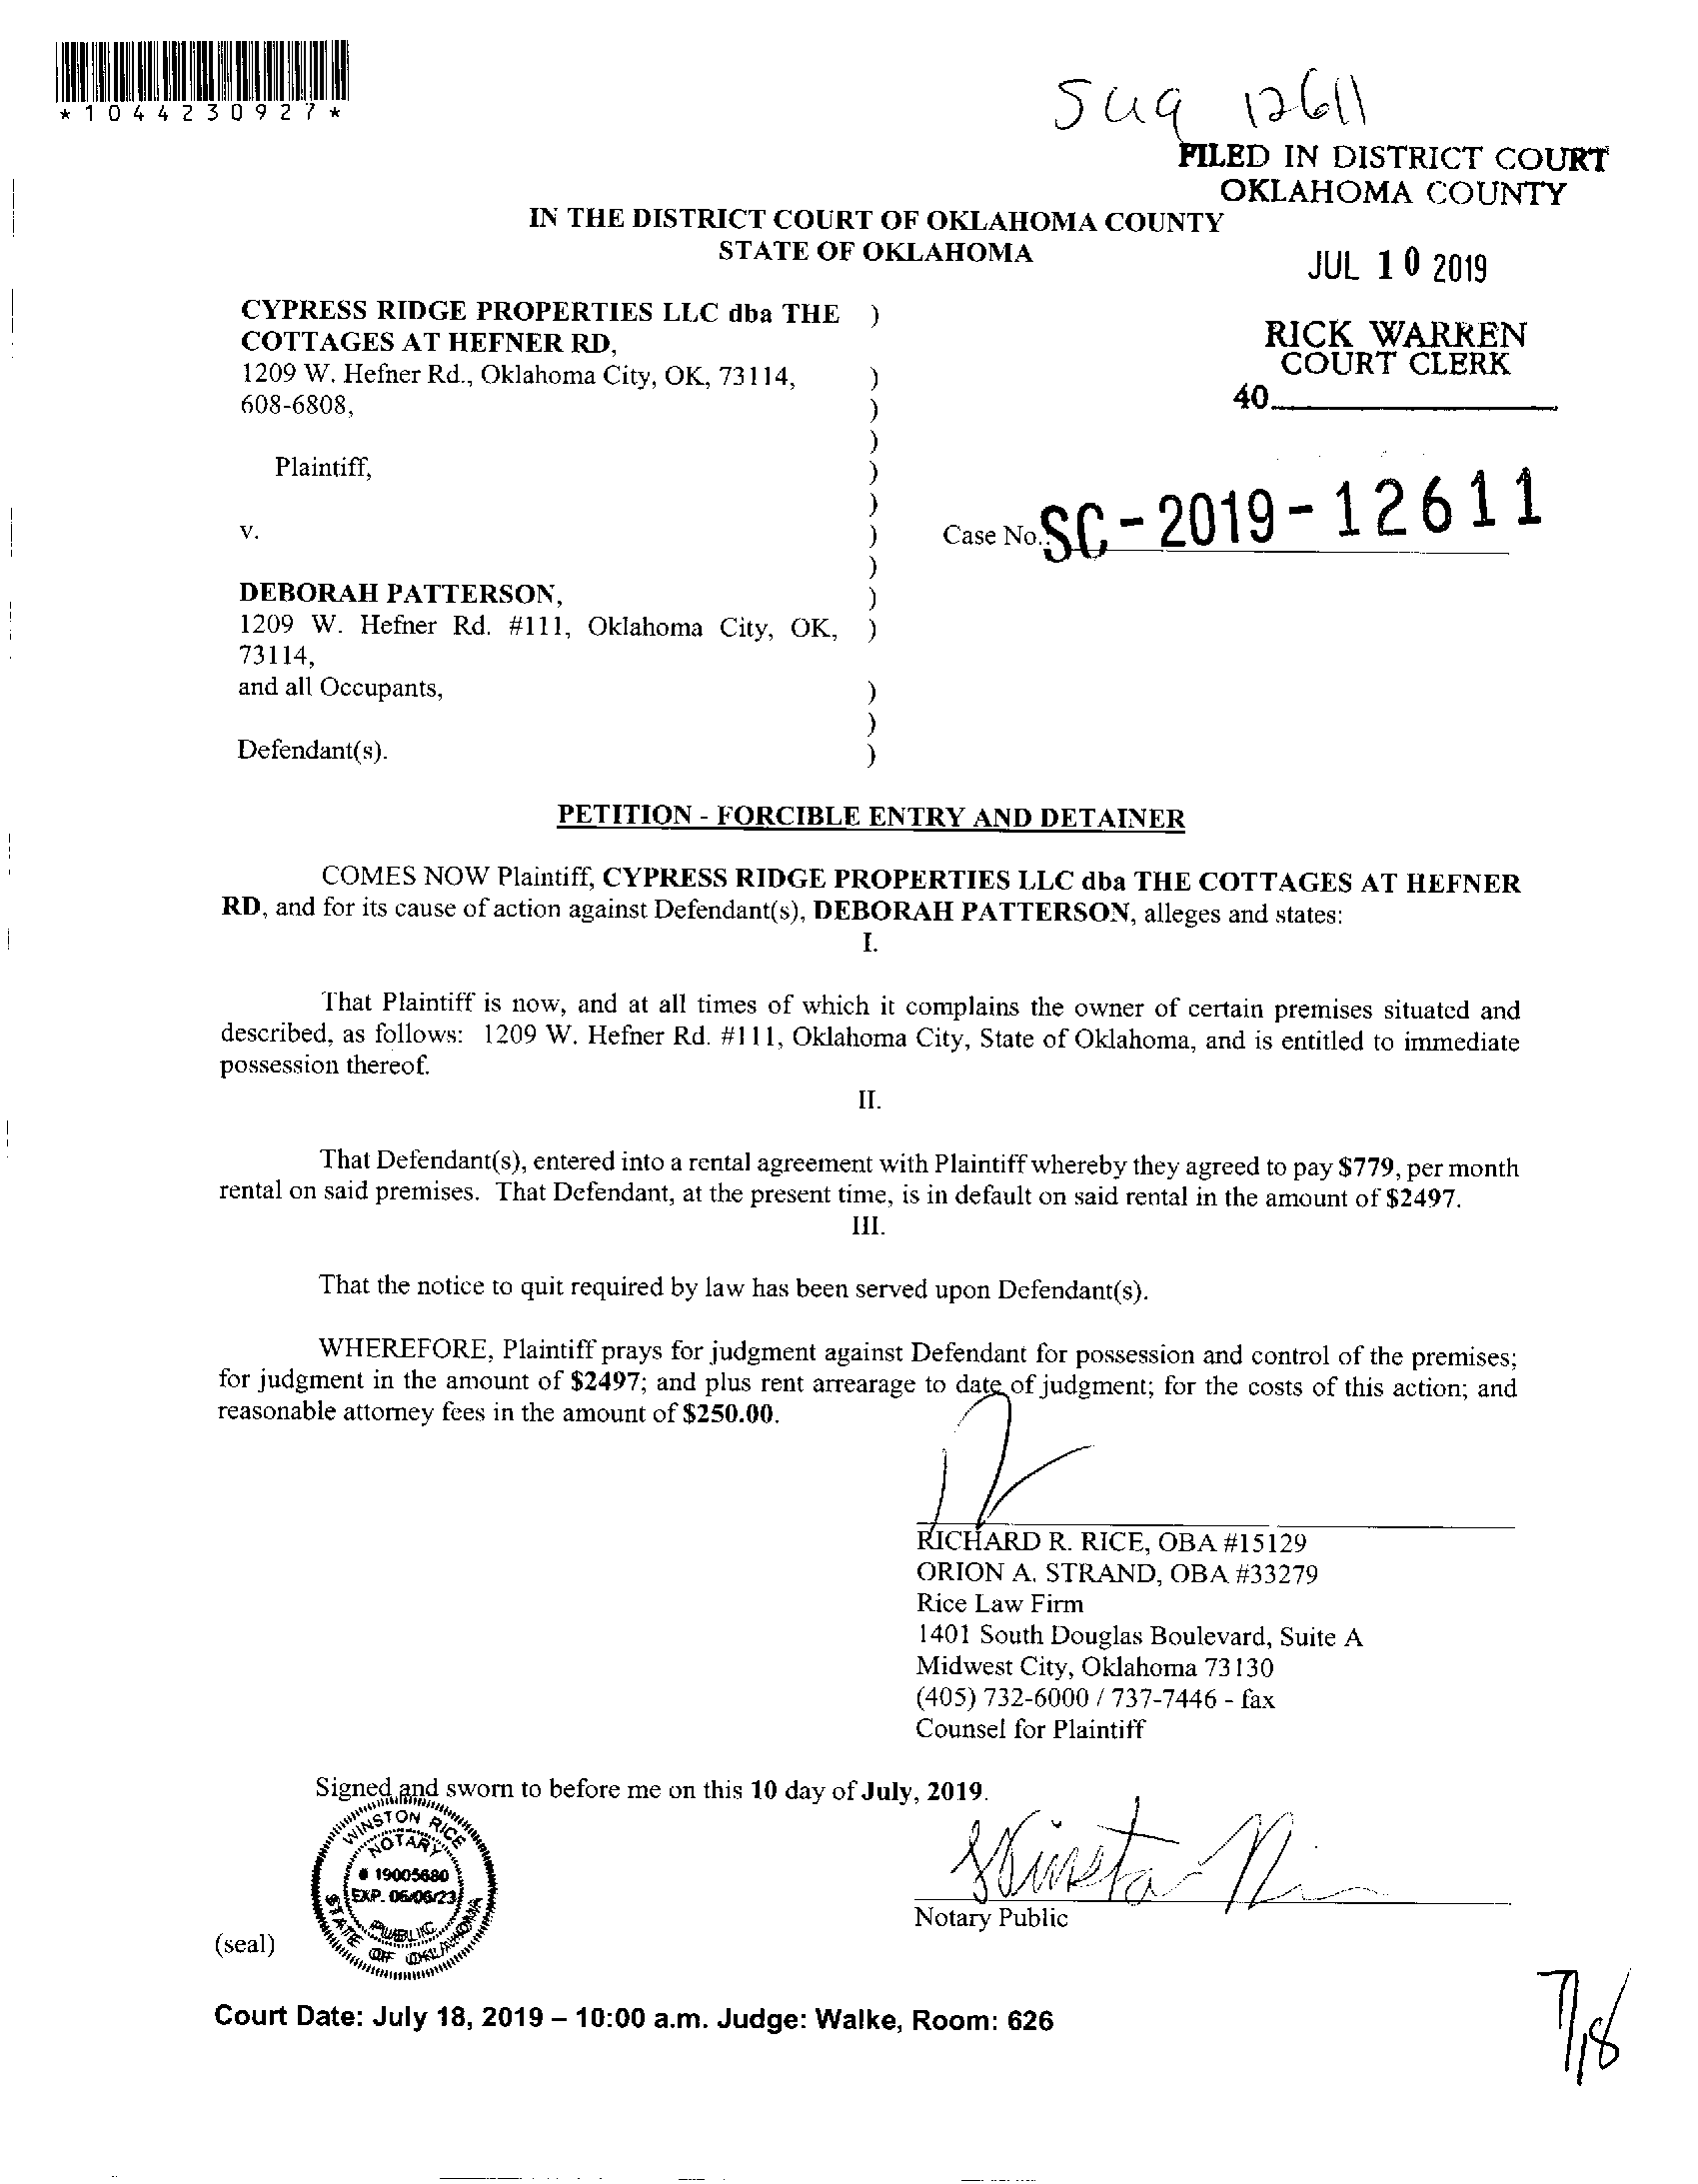 *10442230927*
12611
FILED IN DISTRICT COURT
OKLAHOMA COUNTY
IN THE DISTRICT COURT OF OKLAHOMA COUNTY
STATE OF OKLAHOMA
JUL 10 2019
CYPRESS RIDGE PROPERTIES LLC dba THE )
COTTAGES AT HEFNER RD,
1209 W. Hefner Rd., Oklahoma City, OK, 73114, )
608-6808, )
)
Plaintiff, )
)
v. )
)
RICK WARREN
COURT CLERK
40
Case No.: SC-2019-12611
DEBORAH PATTERSON, )
1209 W. Hefner Rd. #111, Oklahoma City, OK, )
73114,
and all Occupants, )
)
Defendant(s). )
PETITION - FORCIBLE ENTRY AND DETAINER
COMES NOW Plaintiff, CYPRESS RIDGE PROPERTIES LLC dba THE COTTAGES AT HEFNER
RD, and for its cause of action against Defendant(s), DEBORAH PATTERSON, alleges and states:
I.
That Plaintiff is now, and at all times of which it complains the owner of certain premises situated and
described, as follows: 1209 W. Hefner Rd. #111, Oklahoma City, State of Oklahoma, and is entitled to immediate
possession thereof.
II.
That Defendant(s), entered into a rental agreement with Plaintiff whereby they agreed to pay $779, per month
rental on said premises. That Defendant, at the present time, is in default on said rental in the amount of $2497.
III.
That the notice to quit required by law has been served upon Defendant(s).
WHEREFORE, Plaintiff prays for judgment against Defendant for possession and control of the premises;
for judgment in the amount of $2497; and plus rent arrearage to date of judgment; for the costs of this action; and
reasonable attorney fees in the amount of $250.00.
RICHARD R. RICE, OBA #15129
ORION A. STRAND, OBA #33279
Rice Law Firm
1401 South Douglas Boulevard, Suite A
Midwest City, Oklahoma 73130
(405) 732-6000 / 737-7446 - fax
Counsel for Plaintiff
Signed and sworn to before me on this 10 day of July, 2019.
WINSTON RICE
NOTARY
# 19005680
EXP. 06/06/23
PUBLIC
STATE OF OKLAHOMA
Winston Rice
Notary Public
(seal)
Court Date: July 18, 2019 – 10:00 a.m. Judge: Walke, Room: 626
7/18